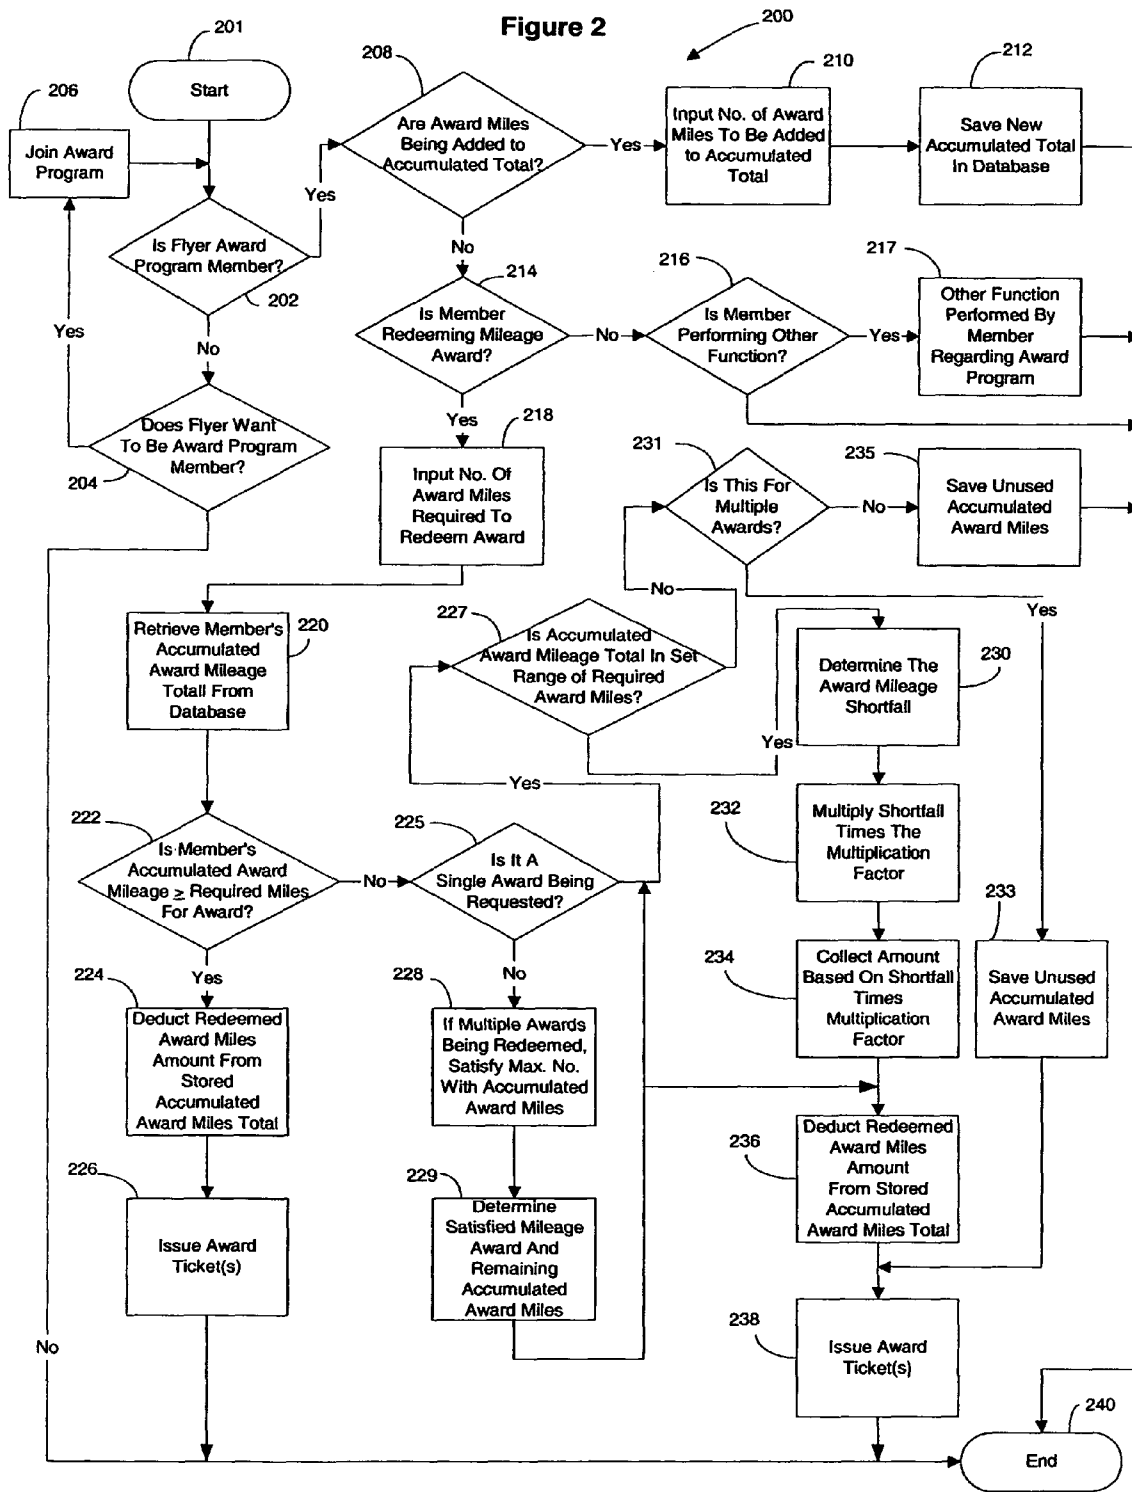 Figure 2
200
201
Start
206
Join Award
Program
Is Flyer Award
Program Member?
202
Yes
No
Does Flyer Want
To Be Award Program
Member?
204
Yes
No
208
Are Award Miles
Being Added to
Accumulated Total?
Yes
No
210
Input No. of Award
Miles To Be Added
to Accumulated
Total
212
Save New
Accumulated Total
In Database
214
Is Member
Redeeming Mileage
Award?
No
Yes
216
Is Member
Performing Other
Function?
Yes
217
Other Function
Performed By
Member
Regarding Award
Program
218
Input No. Of
Award Miles
Required To
Redeem Award
220
Retrieve Member's
Accumulated
Award Mileage
Totall From
Database
222
Is Member's
Accumulated Award
Mileage ≥ Required Miles
For Award?
No
Yes
224
Deduct Redeemed
Award Miles
Amount From
Stored
Accumulated
Award Miles Total
226
Issue Award
Ticket(s)
225
Is It A
Single Award Being
Requested?
Yes
No
227
Is Accumulated
Award Mileage Total In Set
Range of Required
Award Miles?
No
Yes
228
If Multiple Awards
Being Redeemed,
Satisfy Max. No.
With Accumulated
Award Miles
229
Determine
Satisfied Mileage
Award And
Remaining
Accumulated
Award Miles
231
Is This For
Multiple
Awards?
No
Yes
235
Save Unused
Accumulated
Award Miles
230
Determine The
Award Mileage
Shortfall
232
Multiply Shortfall
Times The
Multiplication
Factor
233
Save Unused
Accumulated
Award Miles
234
Collect Amount
Based On Shortfall
Times
Multiplication
Factor
236
Deduct Redeemed
Award Miles
Amount
From Stored
Accumulated
Award Miles Total
238
Issue Award
Ticket(s)
240
End